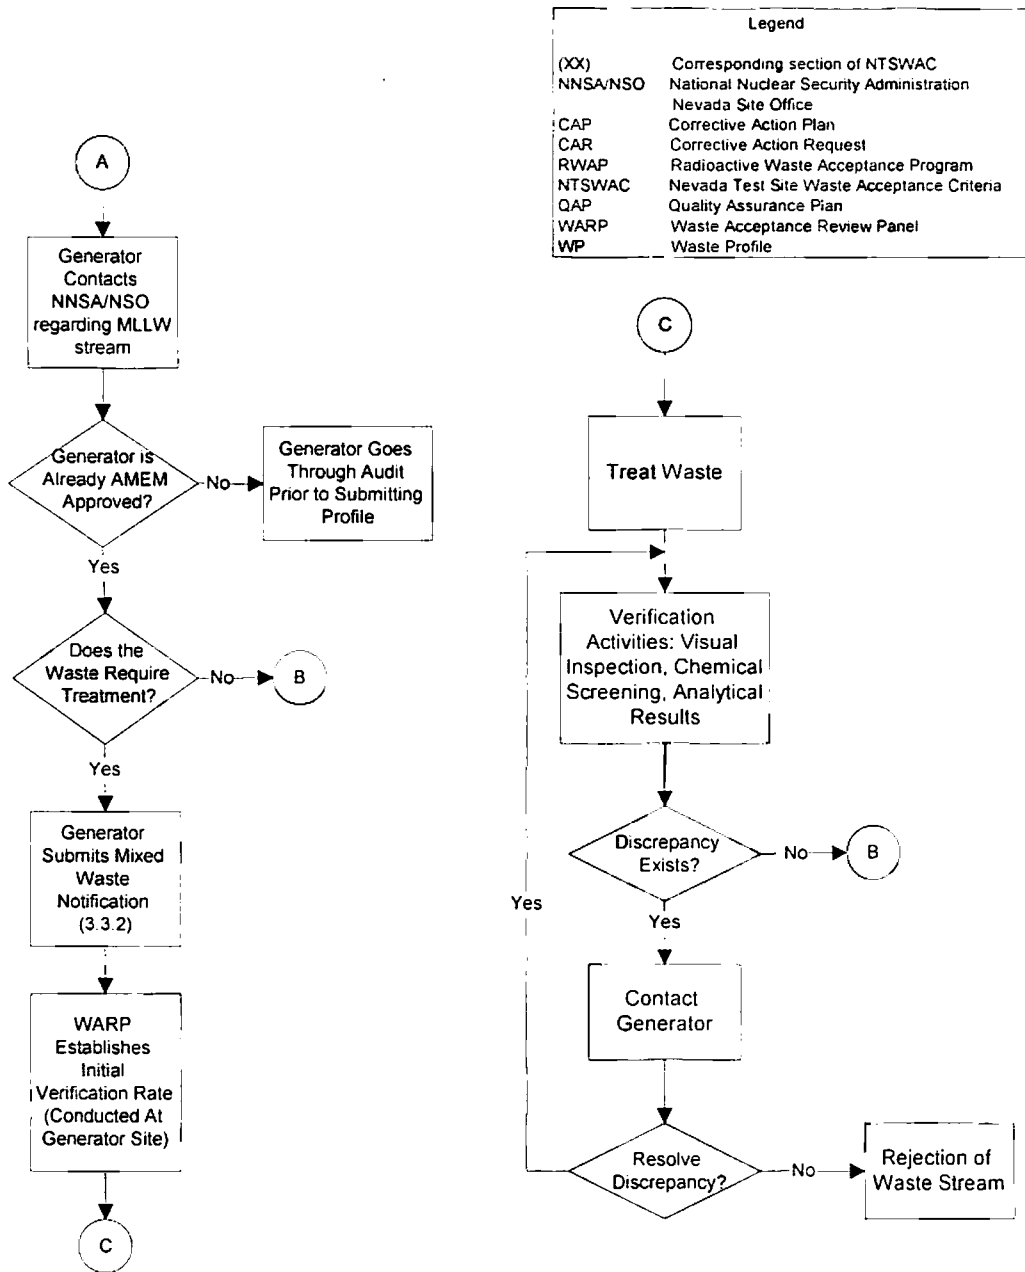 Legend
(XX) Corresponding section of NTSWAC
NNSA/NSO National Nuclear Security Administration
Nevada Site Office
CAP Corrective Action Plan
CAR Corrective Action Request
RWAP Radioactive Waste Acceptance Program
NTSWAC Nevada Test Site Waste Acceptance Criteria
QAP Quality Assurance Plan
WARP Waste Acceptance Review Panel
WP Waste Profile
A
Generator
Contacts
NNSA/NSO
regarding MLLW
stream
Generator is
Already AMEM
Approved?
No
Generator Goes
Through Audit
Prior to Submitting
Profile
Yes
Does the
Waste Require
Treatment?
No
B
Yes
Generator
Submits Mixed
Waste
Notification
(3.3.2)
WARP
Establishes
Initial
Verification Rate
(Conducted At
Generator Site)
C
C
Treat Waste
Verification
Activities: Visual
Inspection, Chemical
Screening, Analytical
Results
Discrepancy
Exists?
No
B
Yes
Yes
Contact
Generator
Resolve
Discrepancy?
No
Rejection of
Waste Stream